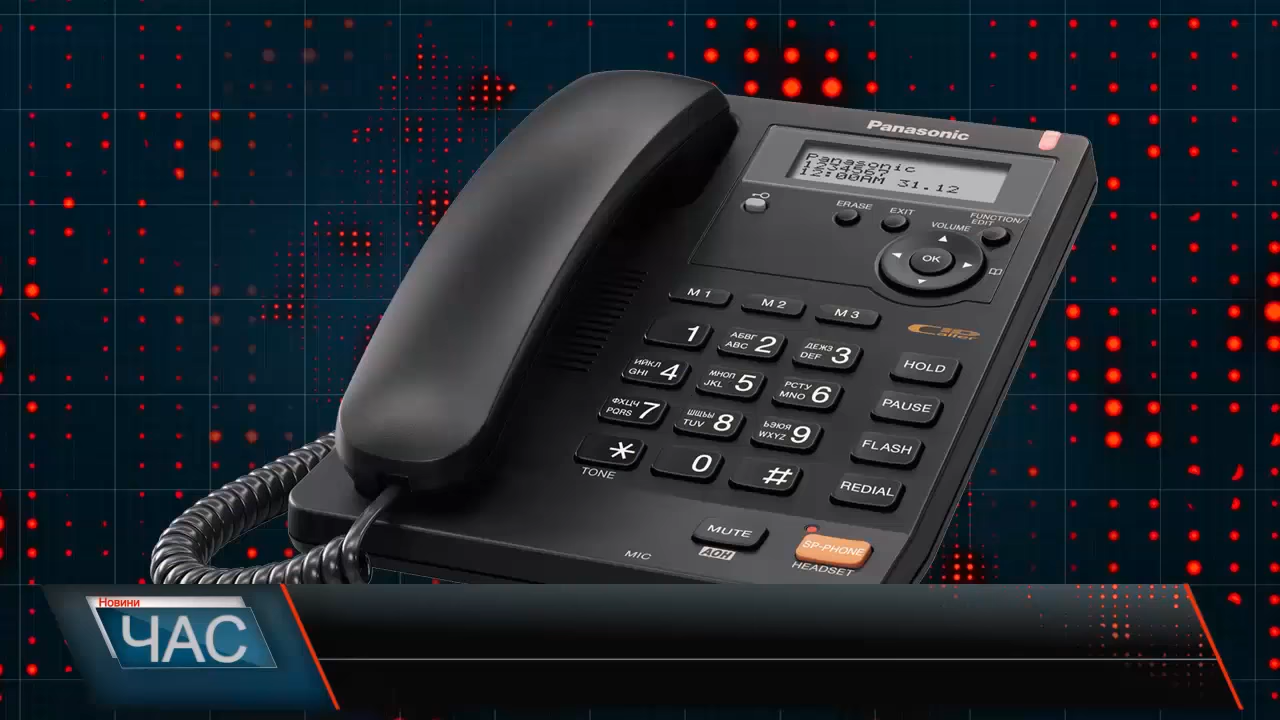 Panasonic
Panasonic
1234567
12:00AM 31.12
ERASE
EXIT
VOLUME
FUNCTION/
EDIT
OK
M 1
M 2
M 3
Caller
1
АБВГ
ABC 2
ДЕЖЗ
DEF 3
HOLD
ИЙКЛ
GHI 4
МНОП
JKL 5
РСТУ
MNO 6
PAUSE
ФХЦЧ
PQRS 7
ШЩЬЫ
TUV 8
ЬЭЮЯ
WXYZ 9
FLASH
*
TONE
0
#
REDIAL
MUTE
АОН
MIC
SP-PHONE
HEADSET
Новини
ЧАС